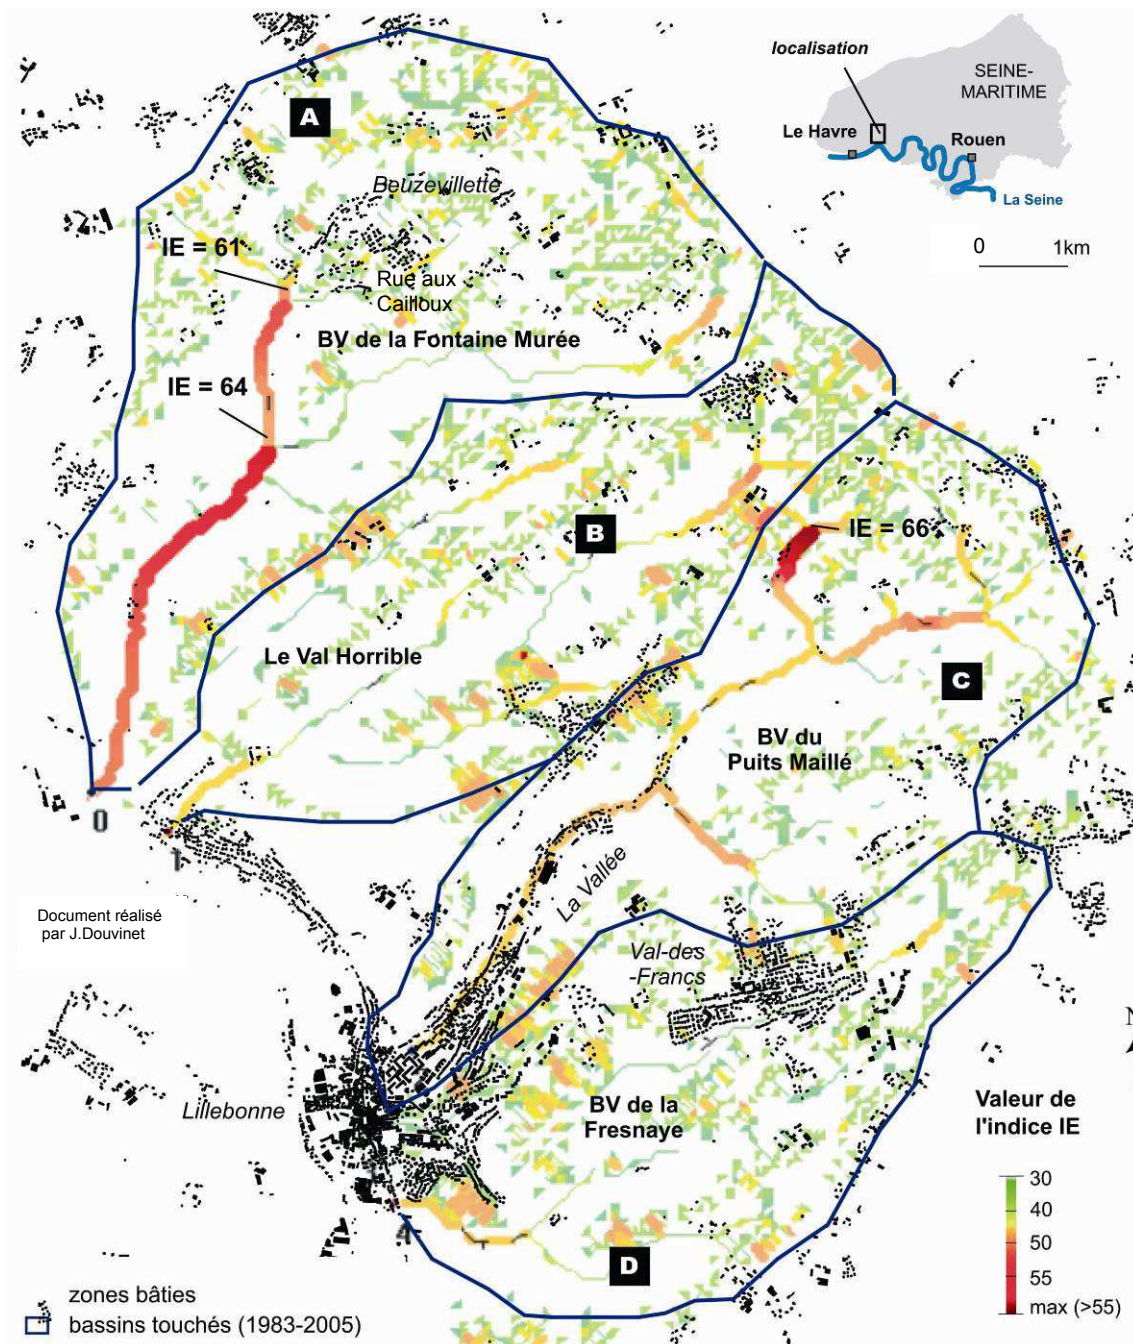 localisation
SEINE-
MARITIME
Le Havre
Rouen
La Seine
0 1km
A
Beuzevillette
IE = 61
Rue aux
Cailloux
BV de la Fontaine Murée
IE = 64
B
IE = 66
Le Val Horrible
C
BV du
Puits Maillé
0
1
La Vallée
Document réalisé
par J.Douvinet
Val-des
-Francs
N
Lillebonne
BV de la
Fresnaye
Valeur de
l'indice IE
30
40
50
55
max (>55)
4
D
zones bâties
bassins touchés (1983-2005)